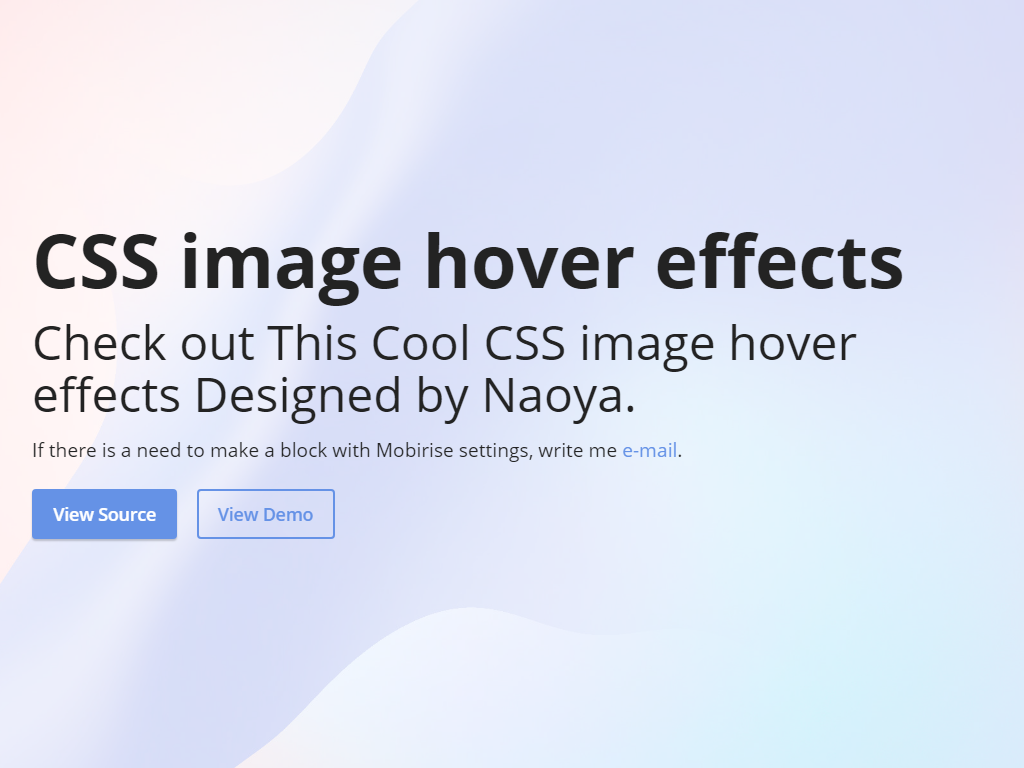 CSS image hover effects
Check out This Cool CSS image hover
effects Designed by Naoya.
If there is a need to make a block with Mobirise settings, write me e-mail.
View Source
View Demo